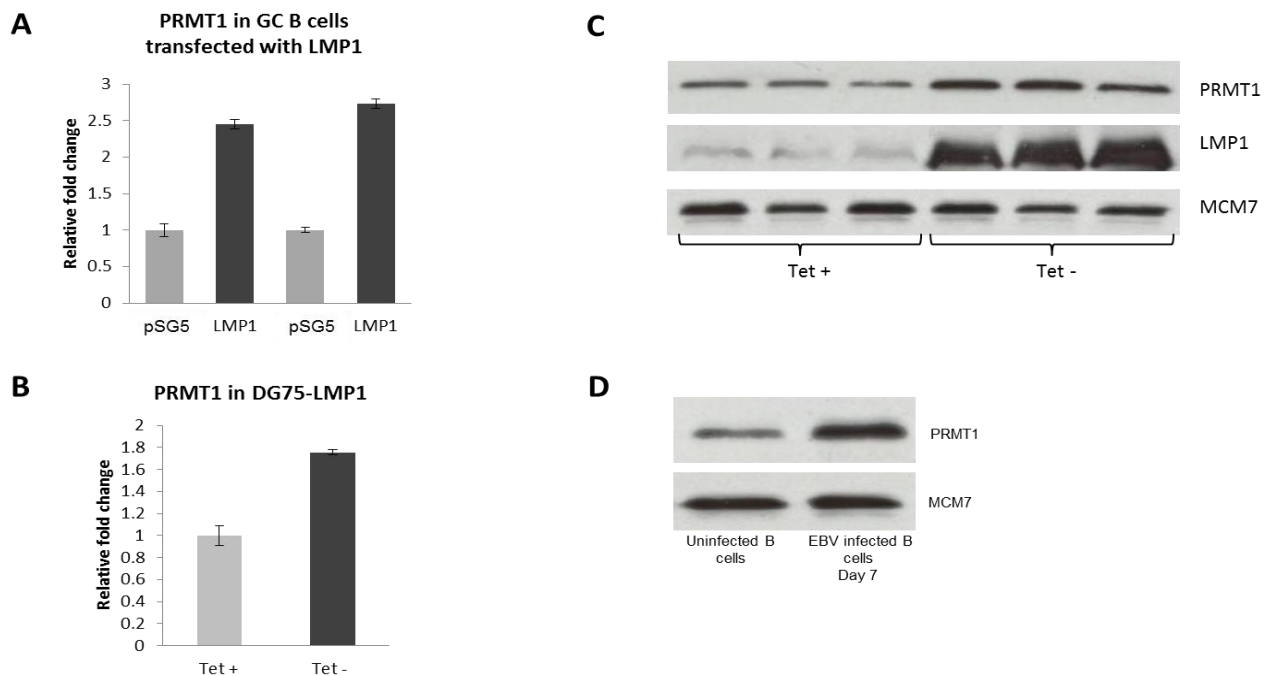 A
PRMT1 in GC B cells
transfected with LMP1
Relative fold change
3
2.5
2
1.5
1
0.5
0
pSG5 LMP1 pSG5 LMP1
B
PRMT1 in DG75-LMP1
Relative fold change
2
1.8
1.6
1.4
1.2
1
0.8
0.6
0.4
0.2
0
Tet + Tet -
C
PRMT1
LMP1
MCM7
Tet + Tet -
D
PRMT1
MCM7
Uninfected B
cells
EBV infected B
cells
Day 7